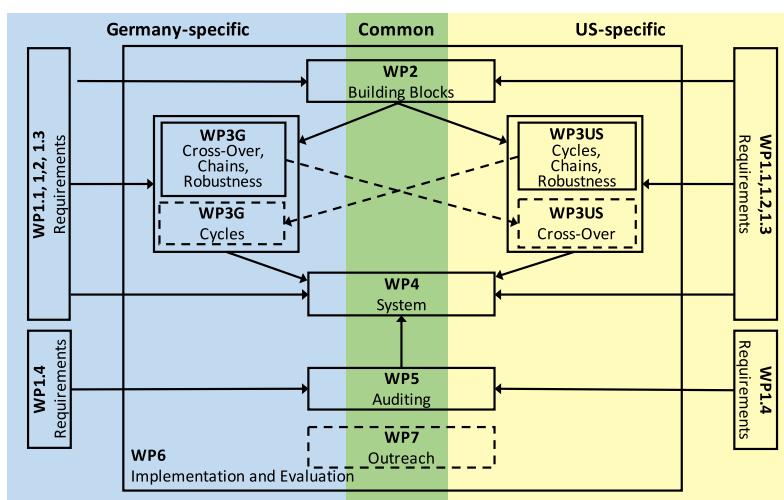 Germany-specific
Common
US-specific
WP2
Building Blocks
WP1.1, 1,2, 1.3
Requirements
WP3G
Cross-Over,
Chains,
Robustness
WP3G
Cycles
WP3US
Cycles,
Chains,
Robustness
WP3US
Cross-Over
WP1.1,1.2,1.3
Requirements
WP4
System
WP1.4
Requirements
WP5
Auditing
WP1.4
Requirements
WP7
Outreach
WP6
Implementation and Evaluation